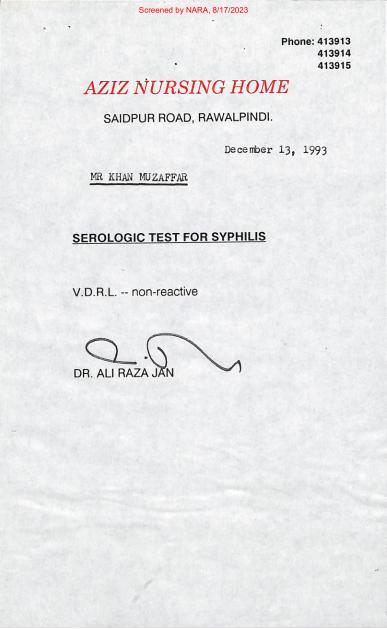 Screened by NARA, 8/17/2023
Phone: 413913
413914
413915
AZIZ NURSING HOME
SAIDPUR ROAD, RAWALPINDI.
December 13, 1993
MR KHAN MUZAFFAR
SEROLOGIC TEST FOR SYPHILIS
V.D.R.L. -- non-reactive
DR. ALI RAZA JAN